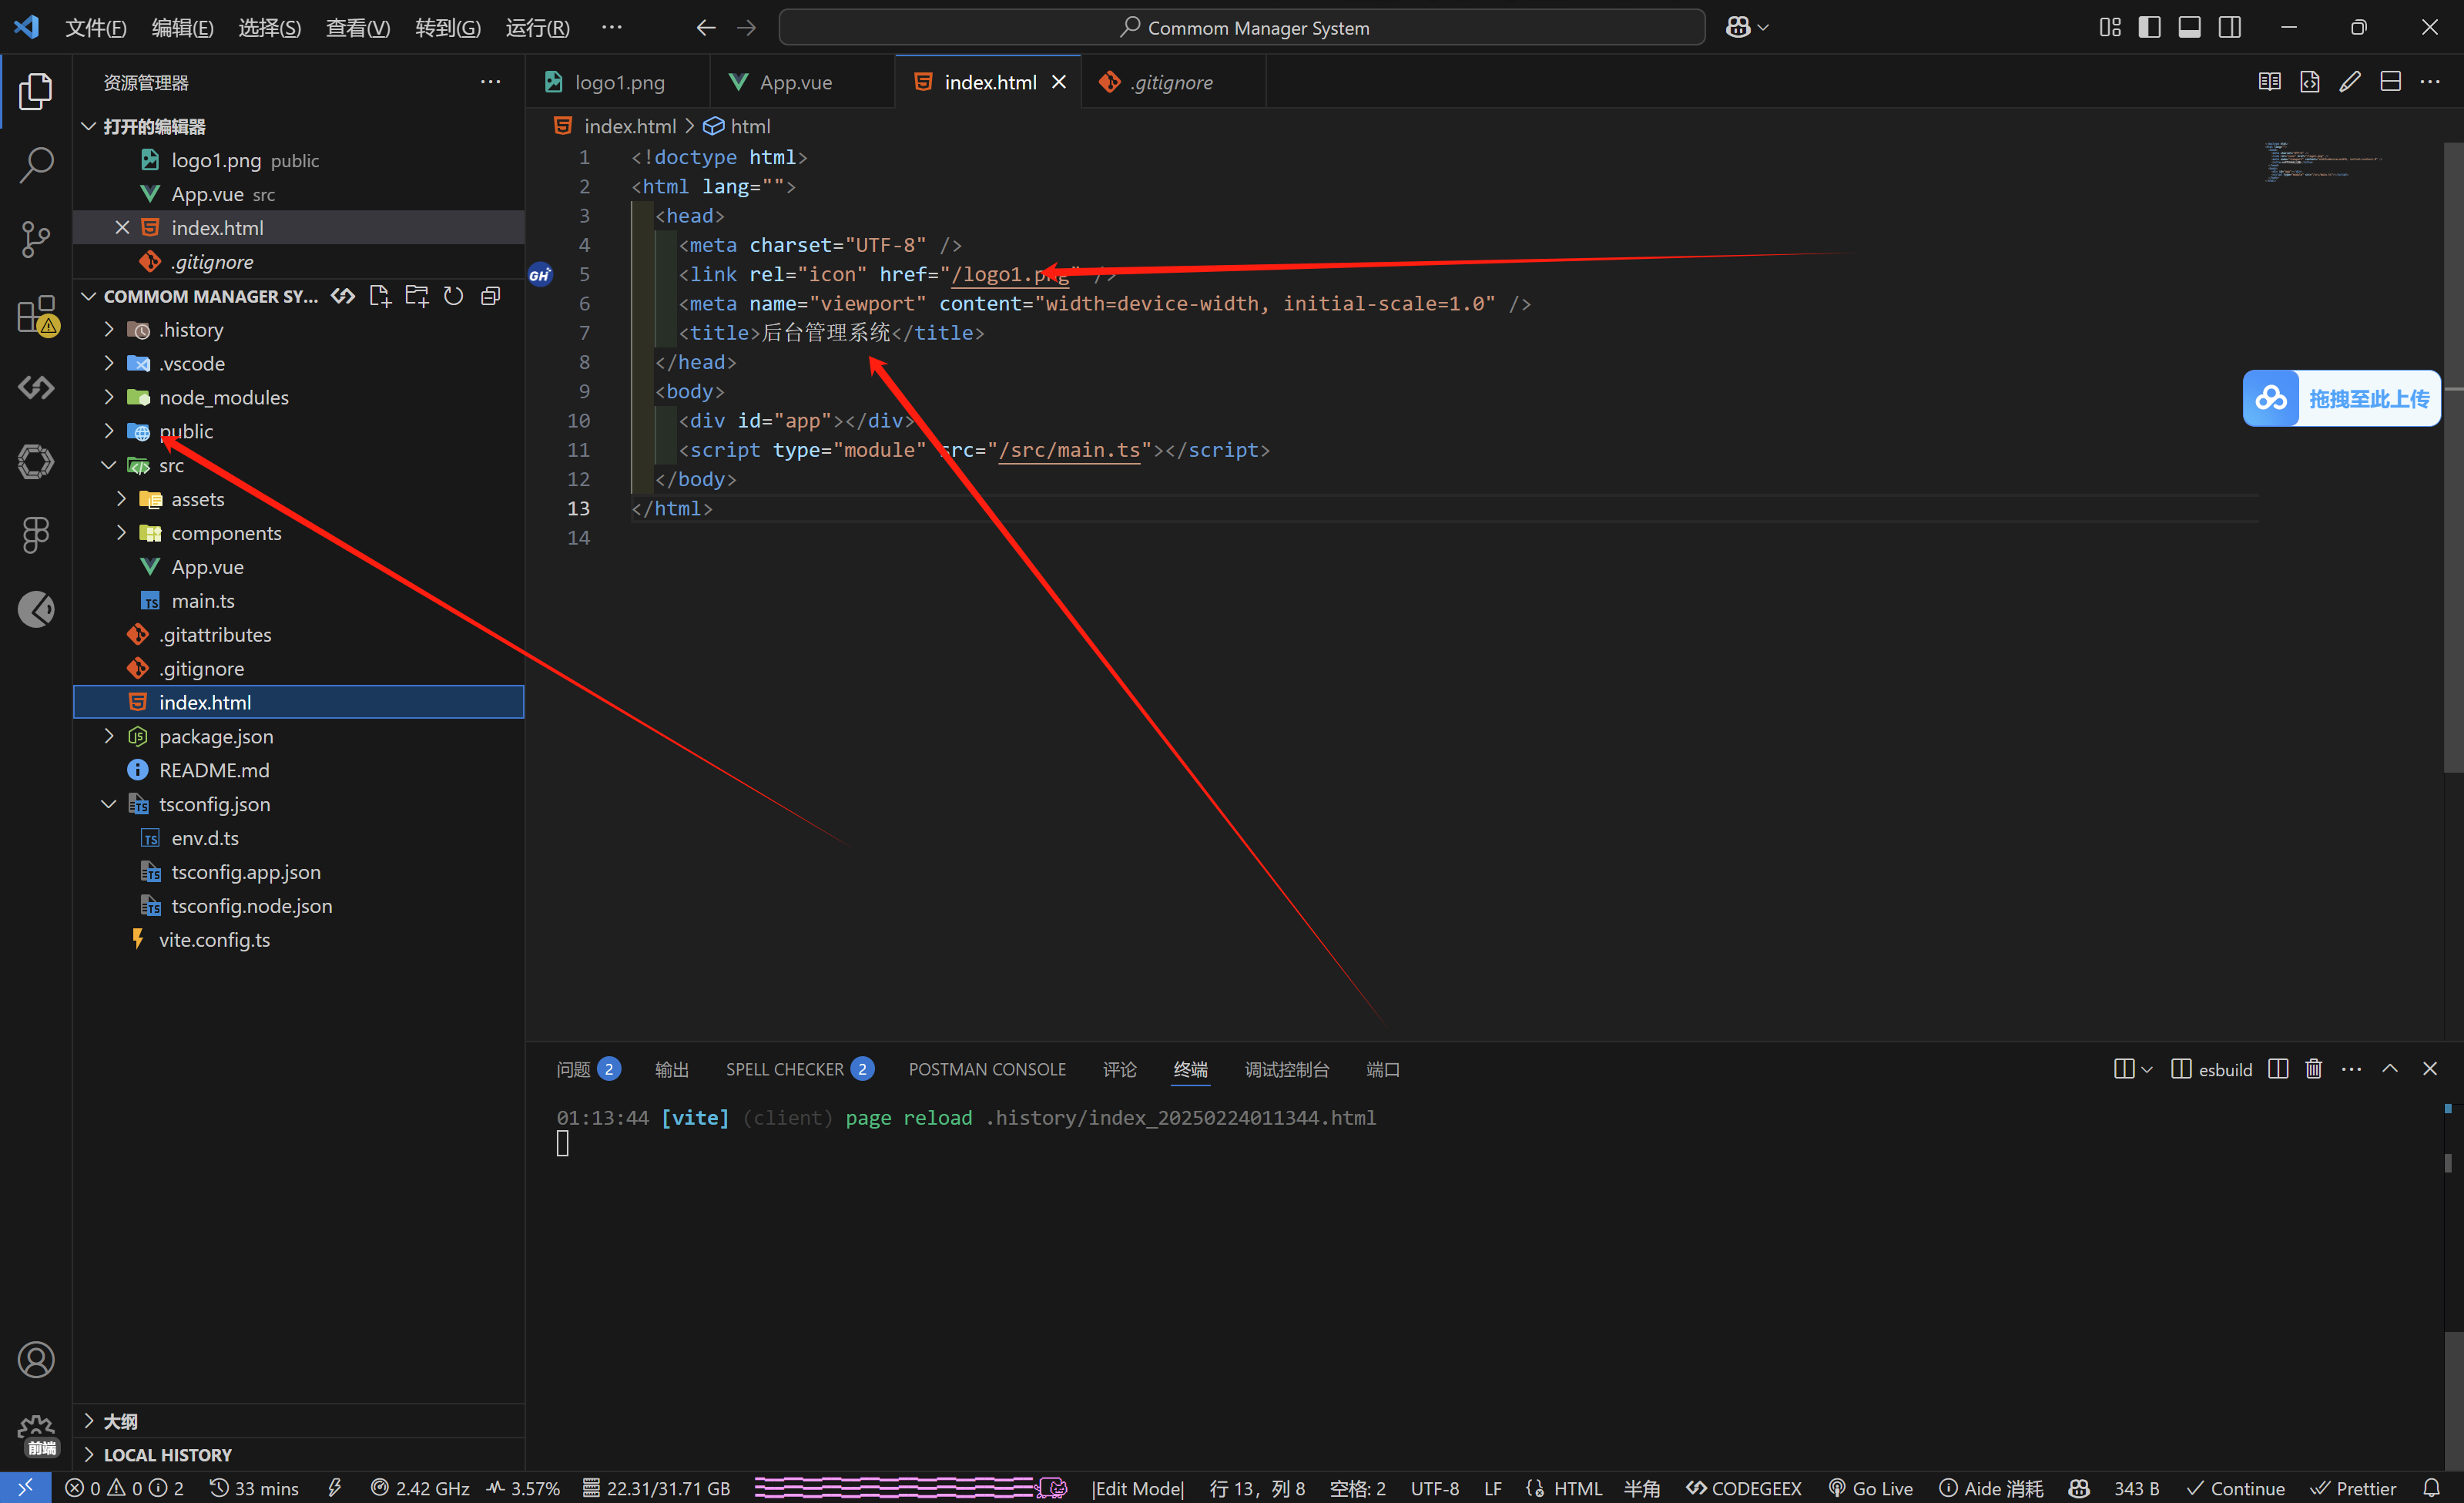 文件(F) 编辑(E) 选择(S) 查看(V) 转到(G) 运行(R) ··· Commom Manager System
资源管理器 ···
打开的编辑器
logo1.png public
App.vue src
index.html
.gitignore
COMMOM MANAGER SY...
.history
.vscode
node_modules
public
src
assets
components
App.vue
main.ts
.gitattributes
.gitignore
index.html
package.json
README.md
tsconfig.json
env.d.ts
tsconfig.app.json
tsconfig.node.json
vite.config.ts
大纲
LOCAL HISTORY
前端
logo1.png App.vue index.html .gitignore
index.html > html
1 <!doctype html>
2 <html lang="">
3 <head>
4 <meta charset="UTF-8" />
GH 5 <link rel="icon" href="/logo1.png" />
6 <meta name="viewport" content="width=device-width, initial-scale=1.0" />
7 <title>后台管理系统</title>
8 </head>
9 <body>
10 <div id="app"></div>
11 <script type="module" src="/src/main.ts"></script>
12 </body>
13 </html>
14
拖拽至此上传
问题 2 输出 SPELL CHECKER 2 POSTMAN CONSOLE 评论 终端 调试控制台 端口 esbuild
01:13:44 [vite] (client) page reload .history/index_20250224011344.html
0 0 2 33 mins 2.42 GHz 3.57% 22.31/31.71 GB |Edit Mode| 行 13，列 8 空格: 2 UTF-8 LF HTML 半角 CODEGEEX Go Live Aide 消耗 343 B Continue Prettier